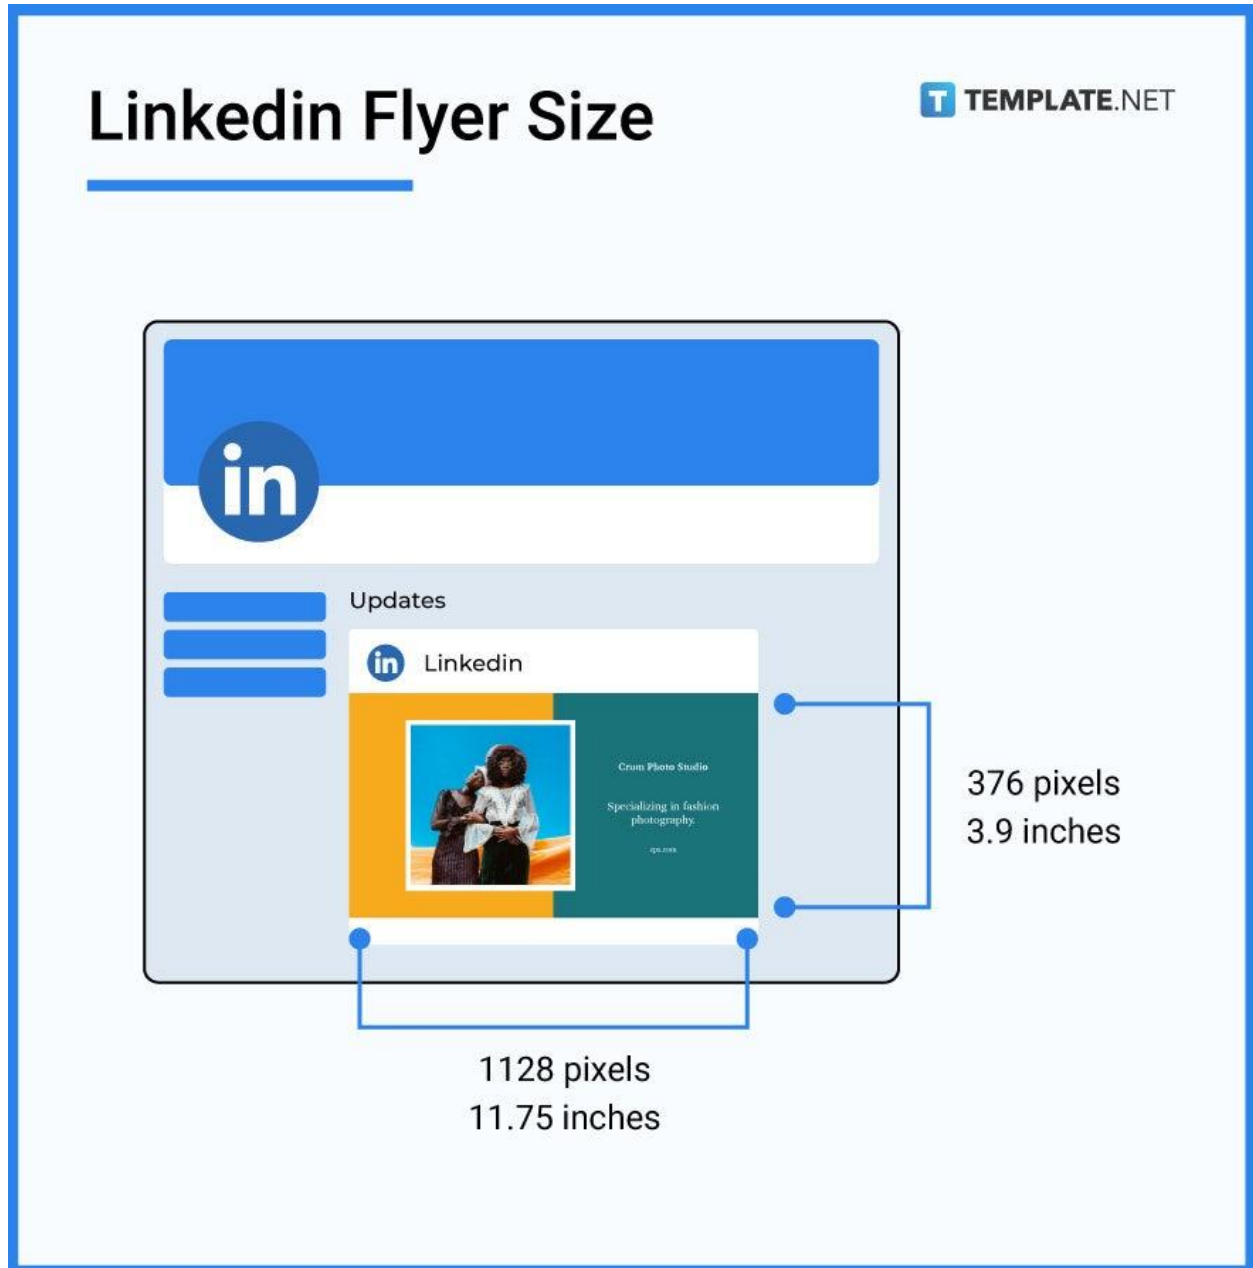 Linkedin Flyer Size
T TEMPLATE.NET
in
Updates
in Linkedin
Crum Photo Studio
Specializing in fashion
photography.
376 pixels
3.9 inches
1128 pixels
11.75 inches